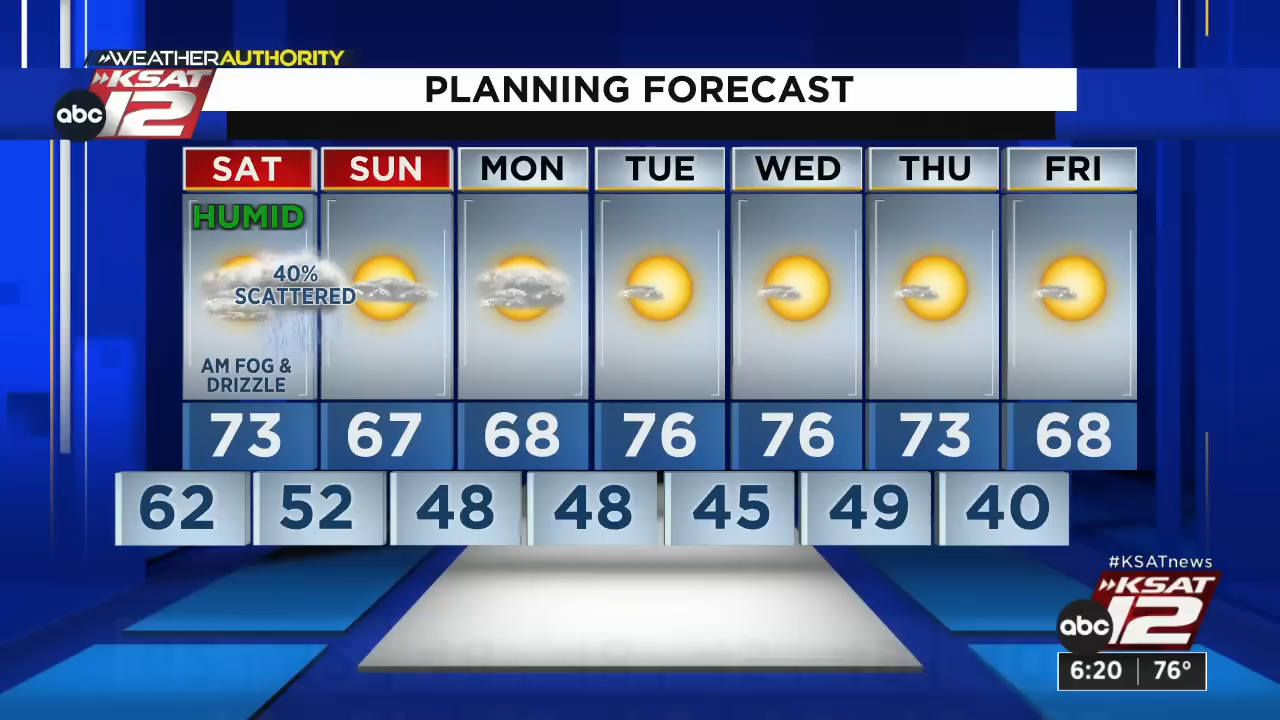 WEATHERAUTHORITY
KSAT
abc 12
PLANNING FORECAST
SAT SUN MON TUE WED THU FRI
HUMID
40%
SCATTERED
AM FOG &
DRIZZLE
73 67 68 76 76 73 68
62 52 48 48 45 49 40
#KSATnews
KSAT
abc 12
6:20 76°